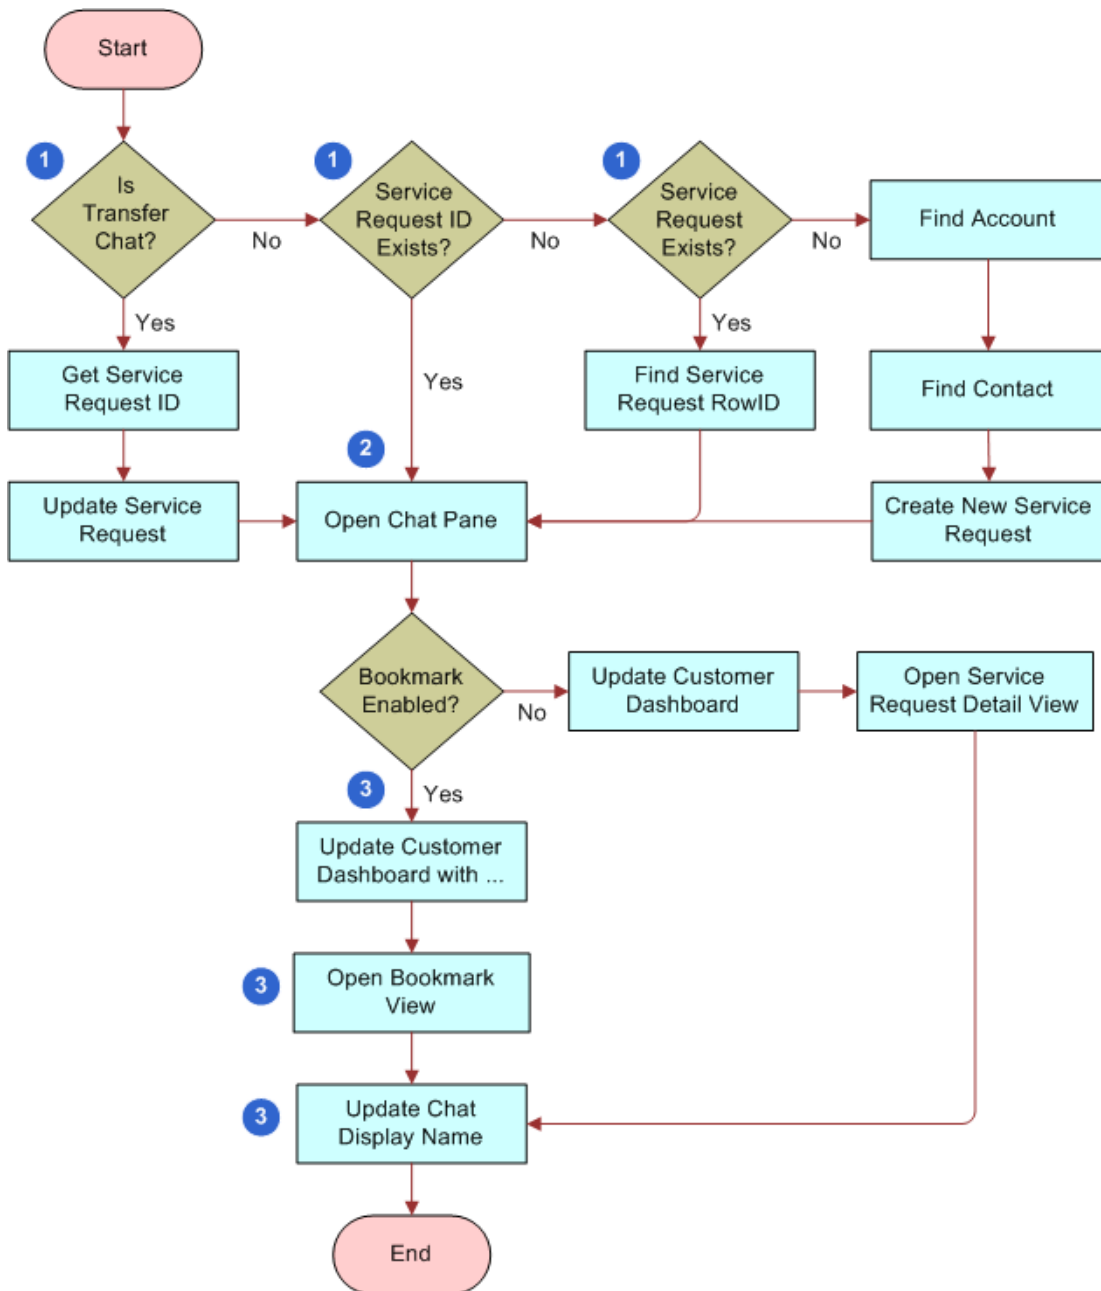 Start
1
Is
Transfer
Chat?
No
Yes
1
Service
Request ID
Exists?
No
Yes
1
Service
Request
Exists?
No
Yes
Find Account
Get Service
Request ID
Find Service
Request RowID
Find Contact
Update Service
Request
2
Open Chat Pane
Create New Service
Request
Bookmark
Enabled?
No
Yes
Update Customer
Dashboard
Open Service
Request Detail View
3
Update Customer
Dashboard with ...
3
Open Bookmark
View
3
Update Chat
Display Name
End